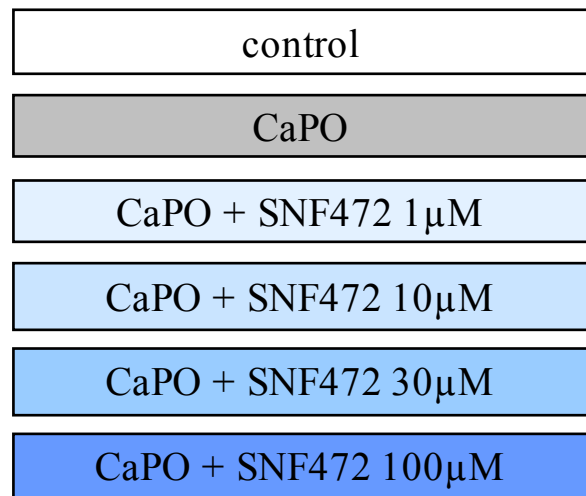 control
CaPO
CaPO + SNF472 1µM
CaPO + SNF472 10µM
CaPO + SNF472 30µM
CaPO + SNF472 100µM